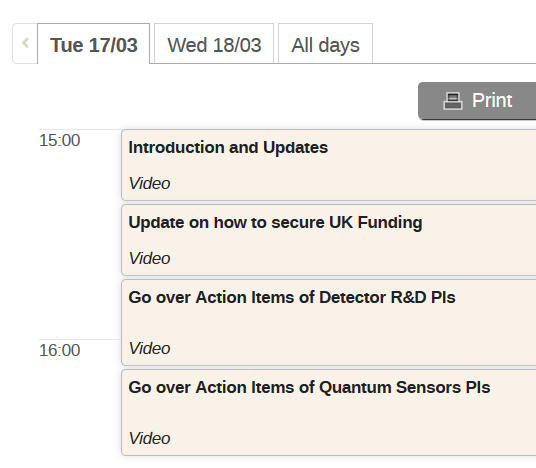 Tue 17/03 Wed 18/03 All days
Print
15:00
Introduction and Updates
Video
Update on how to secure UK Funding
Video
Go over Action Items of Detector R&D PIs
Video
16:00
Go over Action Items of Quantum Sensors PIs
Video